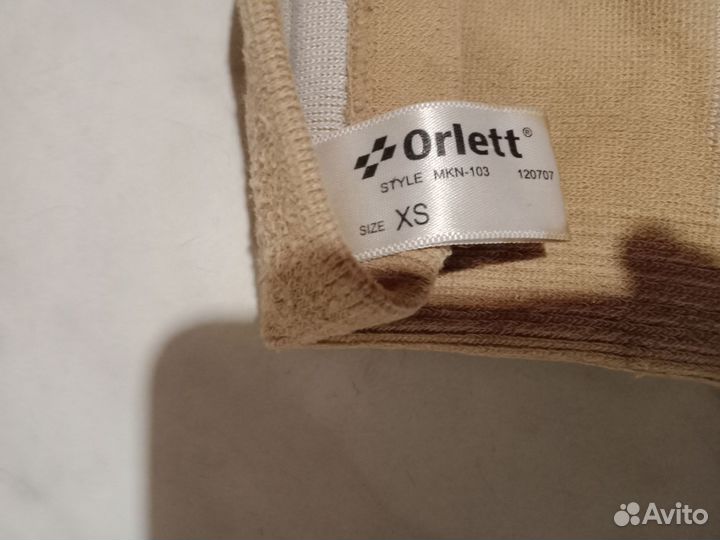 Orlett®
STYLE MKN-103 120707
SIZE XS
Avito